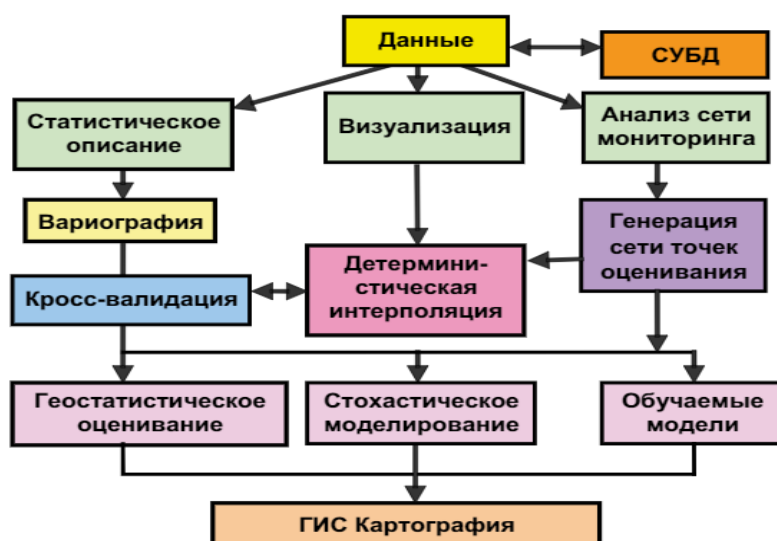 Данные
СУБД
Статистическое
описание
Визуализация
Анализ сети
мониторинга
Вариография
Генерация
сети точек
оценивания
Кросс-валидация
Детермини-
стическая
интерполяция
Геостатистическое
оценивание
Стохастическое
моделирование
Обучаемые
модели
ГИС Картография